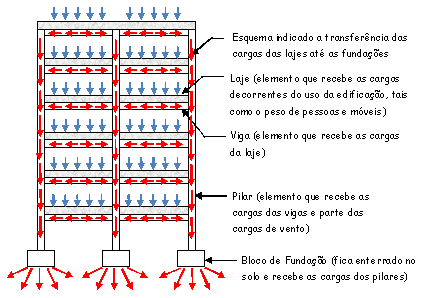 Esquema indicado a transferência das
cargas das lajes até as fundações
Laje (elemento que recebe as cargas
decorrentes do uso da edificação, tais
como o peso de pessoas e móveis)
Viga (elemento que recebe as cargas
da laje)
Pilar (elemento que recebe as
cargas das vigas e parte das
cargas de vento)
Bloco de Fundação (fica enterrado no
solo e recebe as cargas dos pilares)